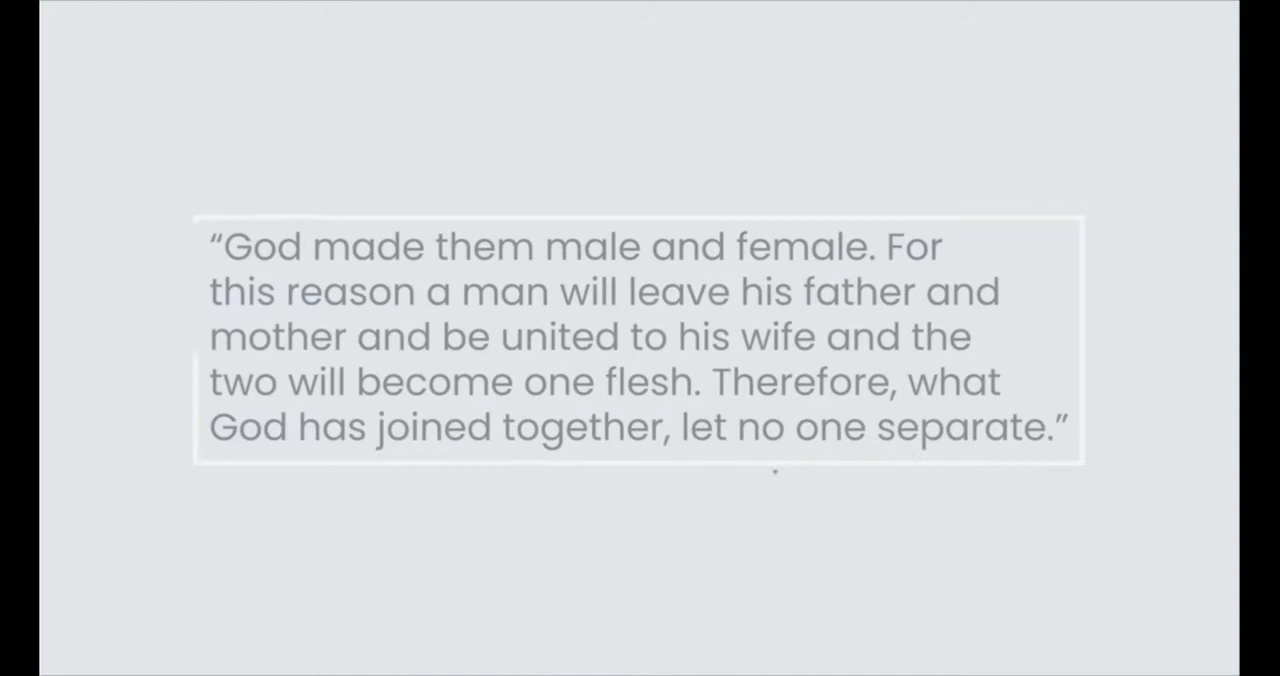 “God made them male and female. For
this reason a man will leave his father and
mother and be united to his wife and the
two will become one flesh. Therefore, what
God has joined together, let no one separate.”